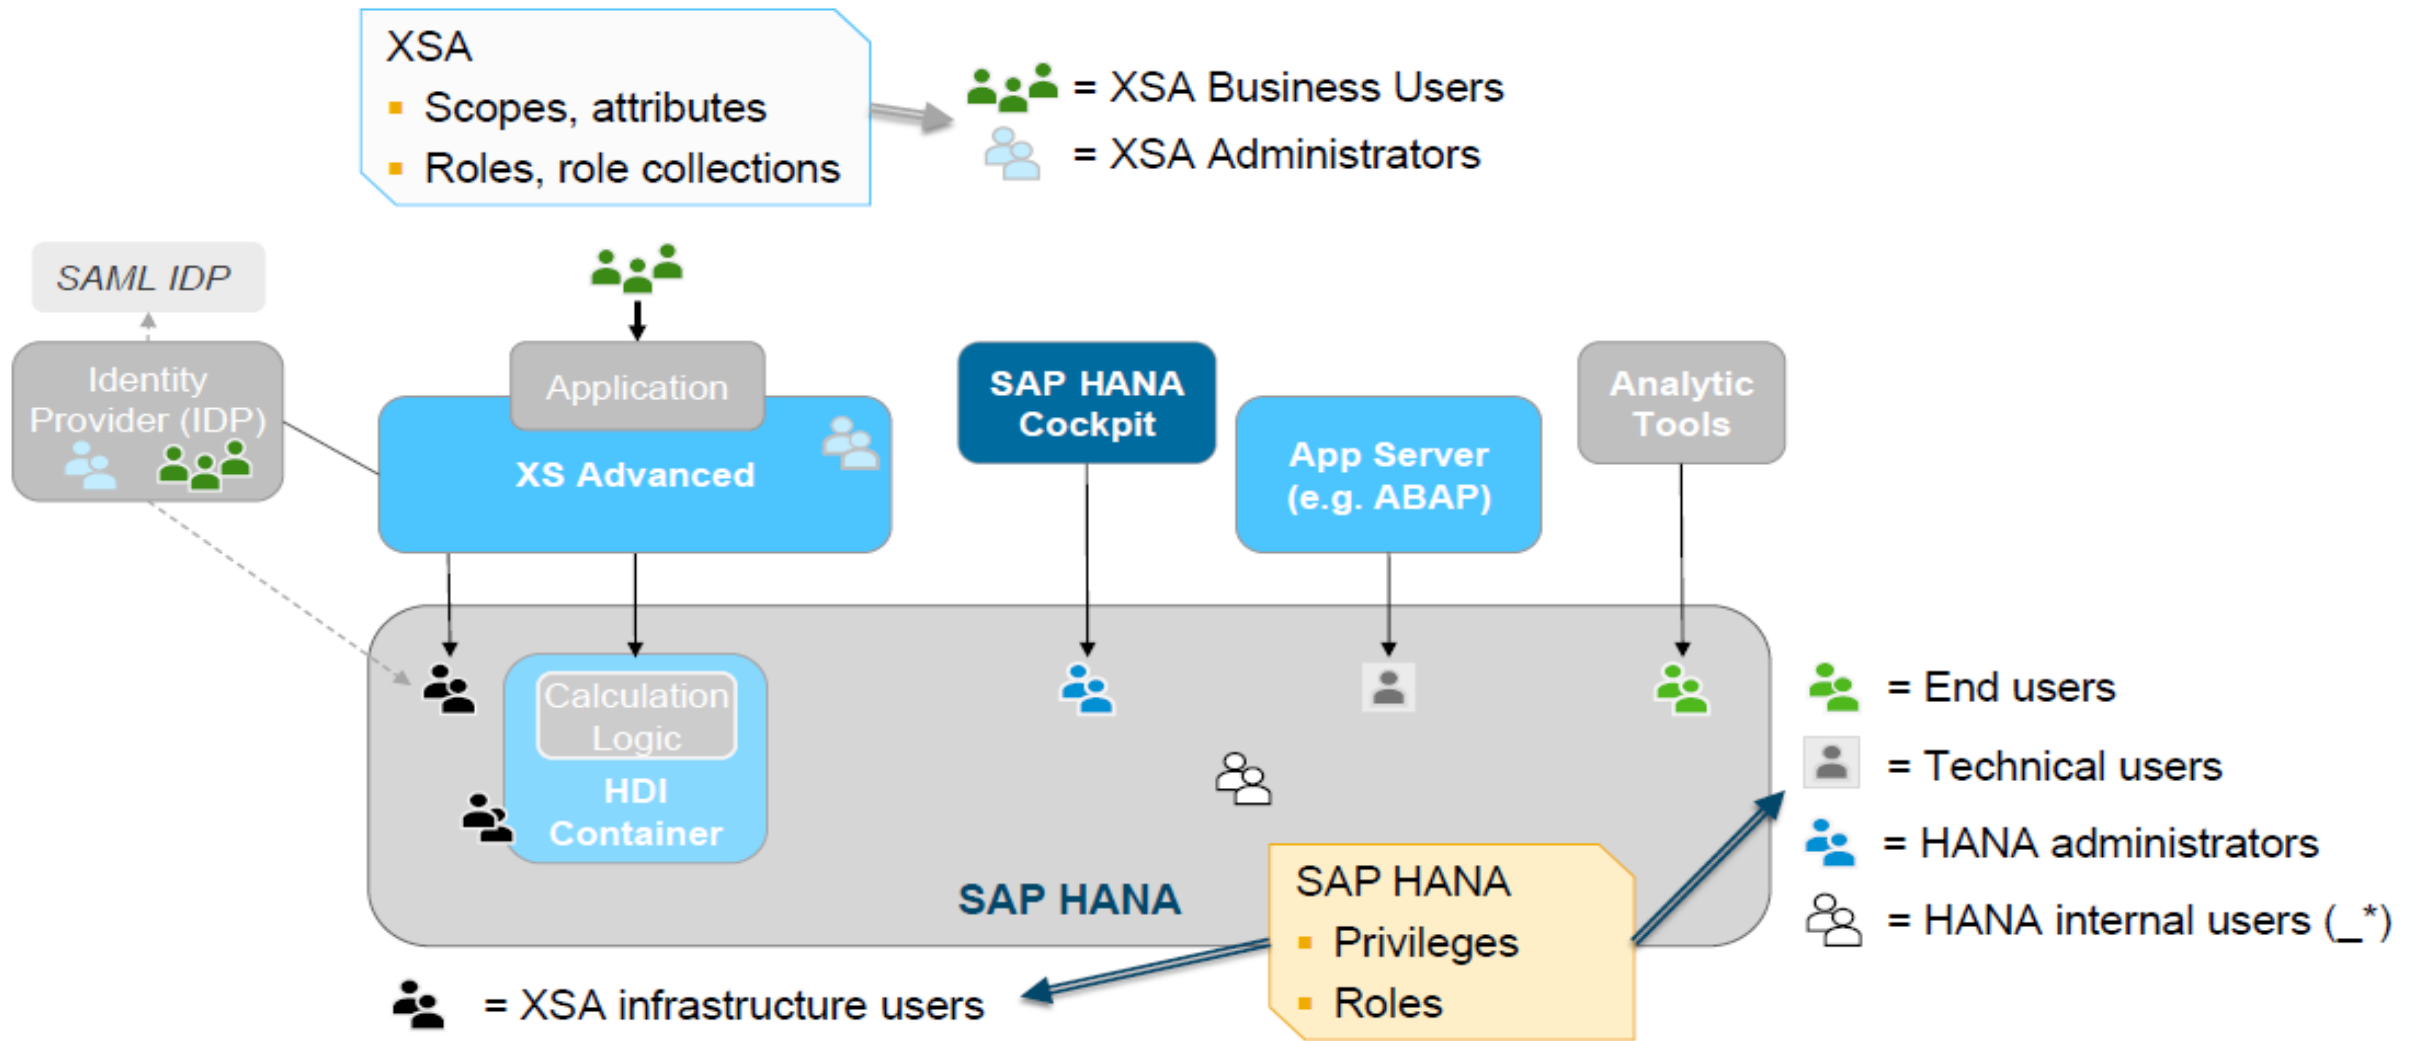 XSA
▪ Scopes, attributes
▪ Roles, role collections
= XSA Business Users
= XSA Administrators
SAML IDP
Identity
Provider (IDP)
Application
XS Advanced
SAP HANA
Cockpit
App Server
(e.g. ABAP)
Analytic
Tools
Calculation
Logic
HDI
Container
SAP HANA
SAP HANA
▪ Privileges
▪ Roles
= End users
= Technical users
= HANA administrators
= HANA internal users (_*)
= XSA infrastructure users